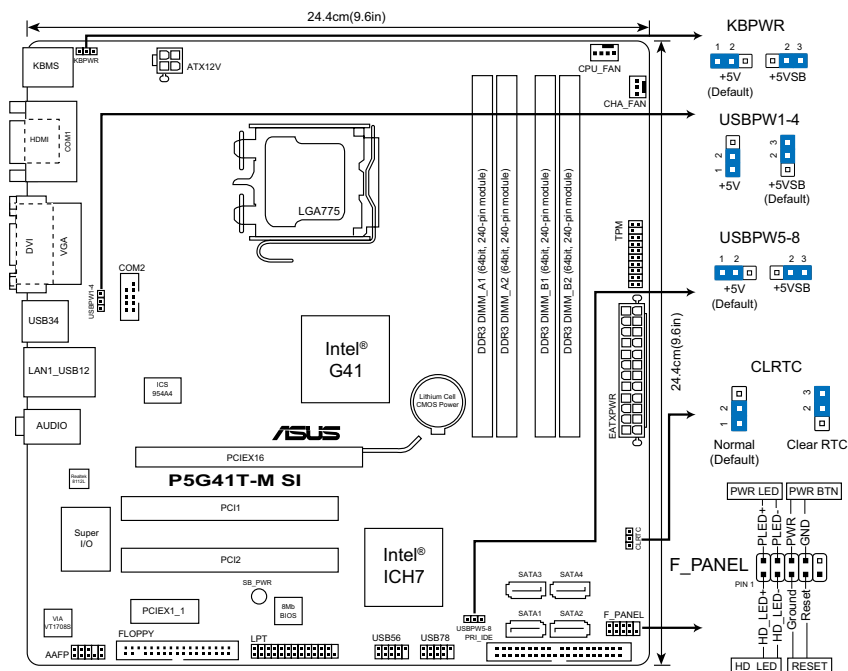 24.4cm(9.6in)
KBMS
KBPWR
ATX12V
CPU_FAN
CHA_FAN
HDMI
COM1
LGA775
DVI
VGA
USBPW1-4
COM2
DDR3 DIMM_A1 (64bit, 240-pin module)
DDR3 DIMM_A2 (64bit, 240-pin module)
DDR3 DIMM_B1 (64bit, 240-pin module)
DDR3 DIMM_B2 (64bit, 240-pin module)
TPM
EATXPWR
24.4cm(9.6in)
USB34
LAN1_USB12
AUDIO
Intel®
G41
ICS
954A4
Lithium Cell
CMOS Power
ASUS
PCIEX16
P5G41T-M SI
Realtek
8112L
PCI1
Super
I/O
PCI2
Intel®
ICH7
CLRTC
SB_PWR
SATA3
SATA4
PCIEX1_1
8Mb
BIOS
SATA1
SATA2
VIA
VT1708S
USBPW5-8
PRI_IDE
F_PANEL
AAFP
FLOPPY
LPT
USB56
USB78
KBPWR
1 2
2 3
+5V
(Default)
+5VSB
USBPW1-4
2
1
3
2
+5V
+5VSB
(Default)
USBPW5-8
1 2
2 3
+5V
(Default)
+5VSB
CLRTC
2
1
3
2
Normal
(Default)
Clear RTC
PWR LED
PWR BTN
PLED+
PLED-
PWR
GND
F_PANEL
PIN 1
HD_LED+
HD_LED-
Ground
Reset
HD_LED
RESET